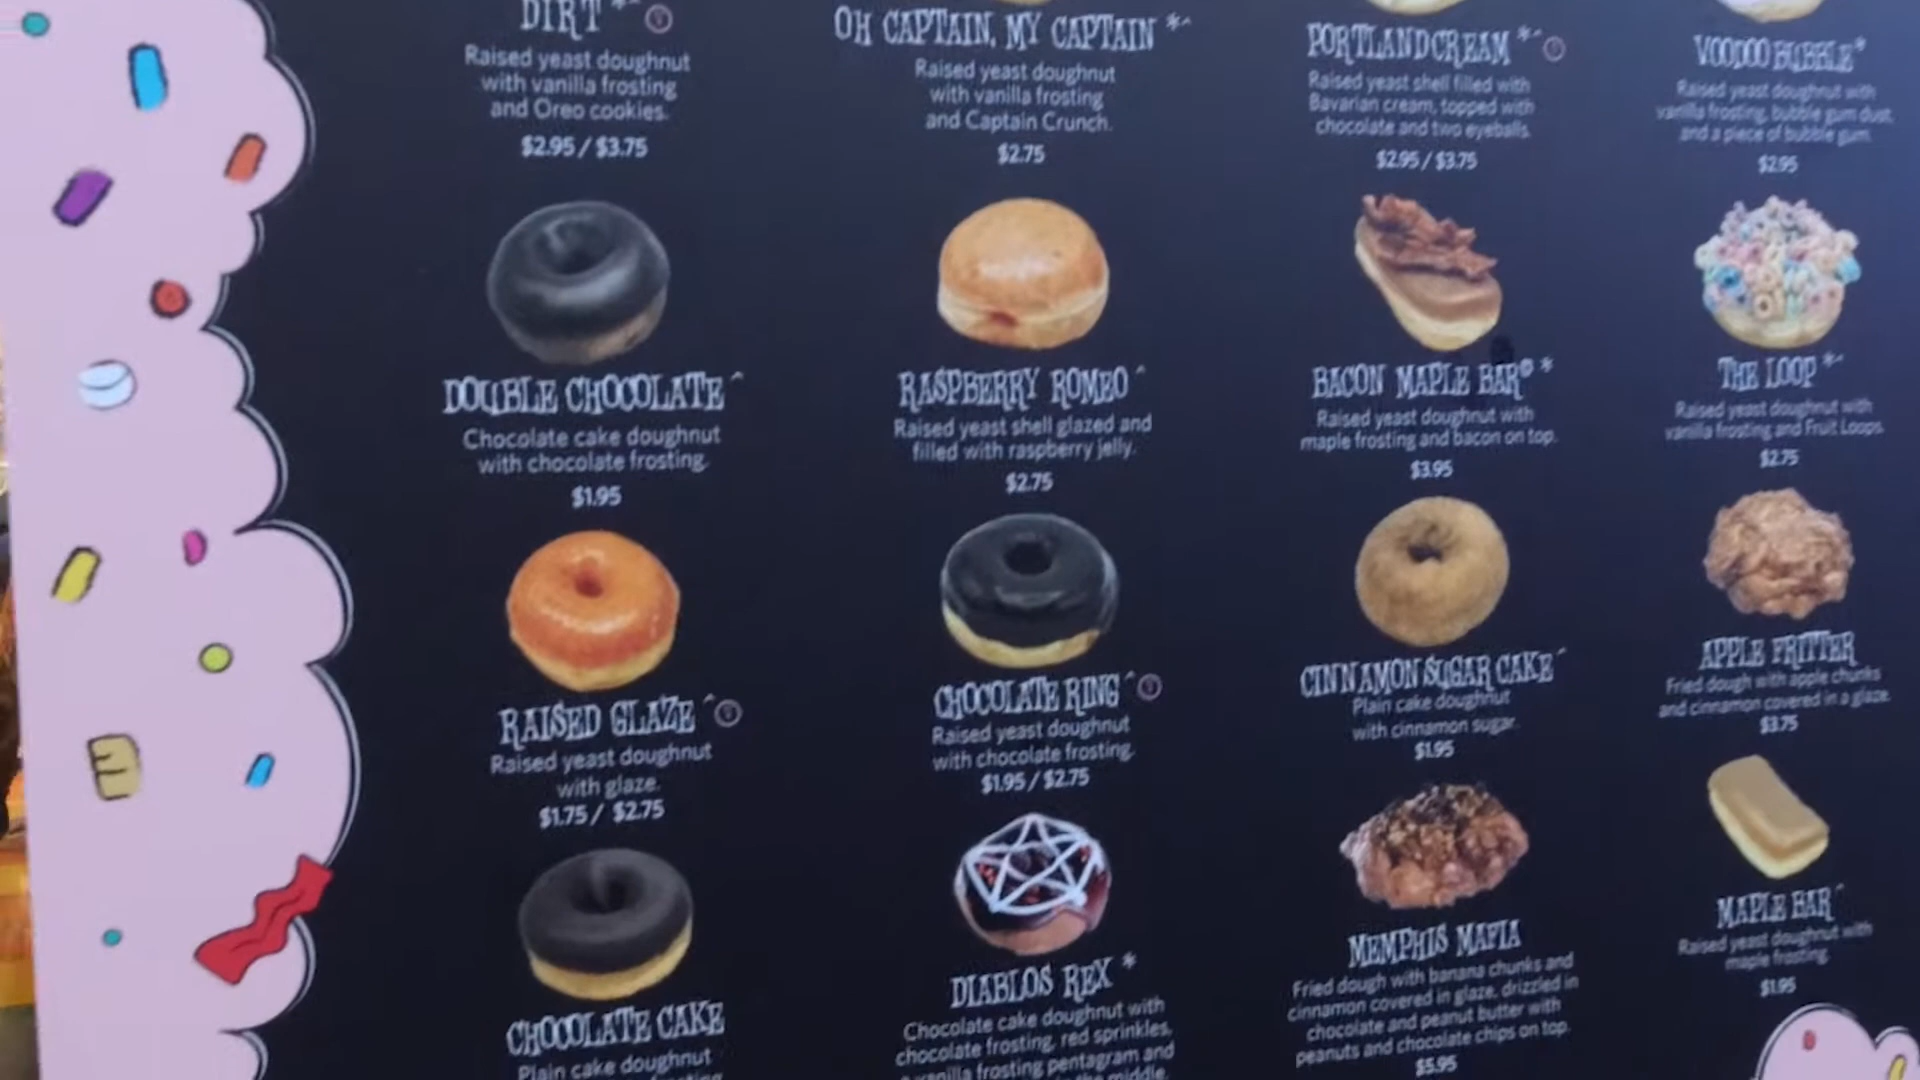 DIRT *^ V
Raised yeast doughnut
with vanilla frosting
and Oreo cookies.
$2.95 / $3.75
OH CAPTAIN, MY CAPTAIN *^
Raised yeast doughnut
with vanilla frosting
and Captain Crunch.
$2.75
PORTLAND CREAM *^ V
Raised yeast shell filled with
Bavarian cream, topped with
chocolate and two eyeballs.
$2.95 / $3.75
VOODOO BUBBLE *
Raised yeast doughnut with
vanilla frosting, bubble gum dust,
and a piece of bubble gum.
$2.95
DOUBLE CHOCOLATE ^
Chocolate cake doughnut
with chocolate frosting.
$1.95
RASPBERRY ROMEO ^
Raised yeast shell glazed and
filled with raspberry jelly.
$2.75
BACON MAPLE BAR® *
Raised yeast doughnut with
maple frosting and bacon on top.
$3.95
THE LOOP *^
Raised yeast doughnut with
vanilla frosting and Fruit Loops.
$2.75
RAISED GLAZE ^ V
Raised yeast doughnut
with glaze.
$1.75 / $2.75
CHOCOLATE RING ^ V
Raised yeast doughnut
with chocolate frosting.
$1.95 / $2.75
CINNAMON SUGAR CAKE ^
Plain cake doughnut
with cinnamon sugar.
$1.95
APPLE FRITTER
Fried dough with apple chunks
and cinnamon covered in a glaze.
$3.75
CHOCOLATE CAKE
Plain cake doughnut
DIABLOS REX *
Chocolate cake doughnut with
chocolate frosting, red sprinkles,
vanilla frosting pentagram and
the middle.
MEMPHIS MAFIA
Fried dough with banana chunks and
cinnamon covered in glaze, drizzled in
chocolate and peanut butter with
peanuts and chocolate chips on top.
$5.95
MAPLE BAR ^
Raised yeast doughnut with
maple frosting.
$1.95